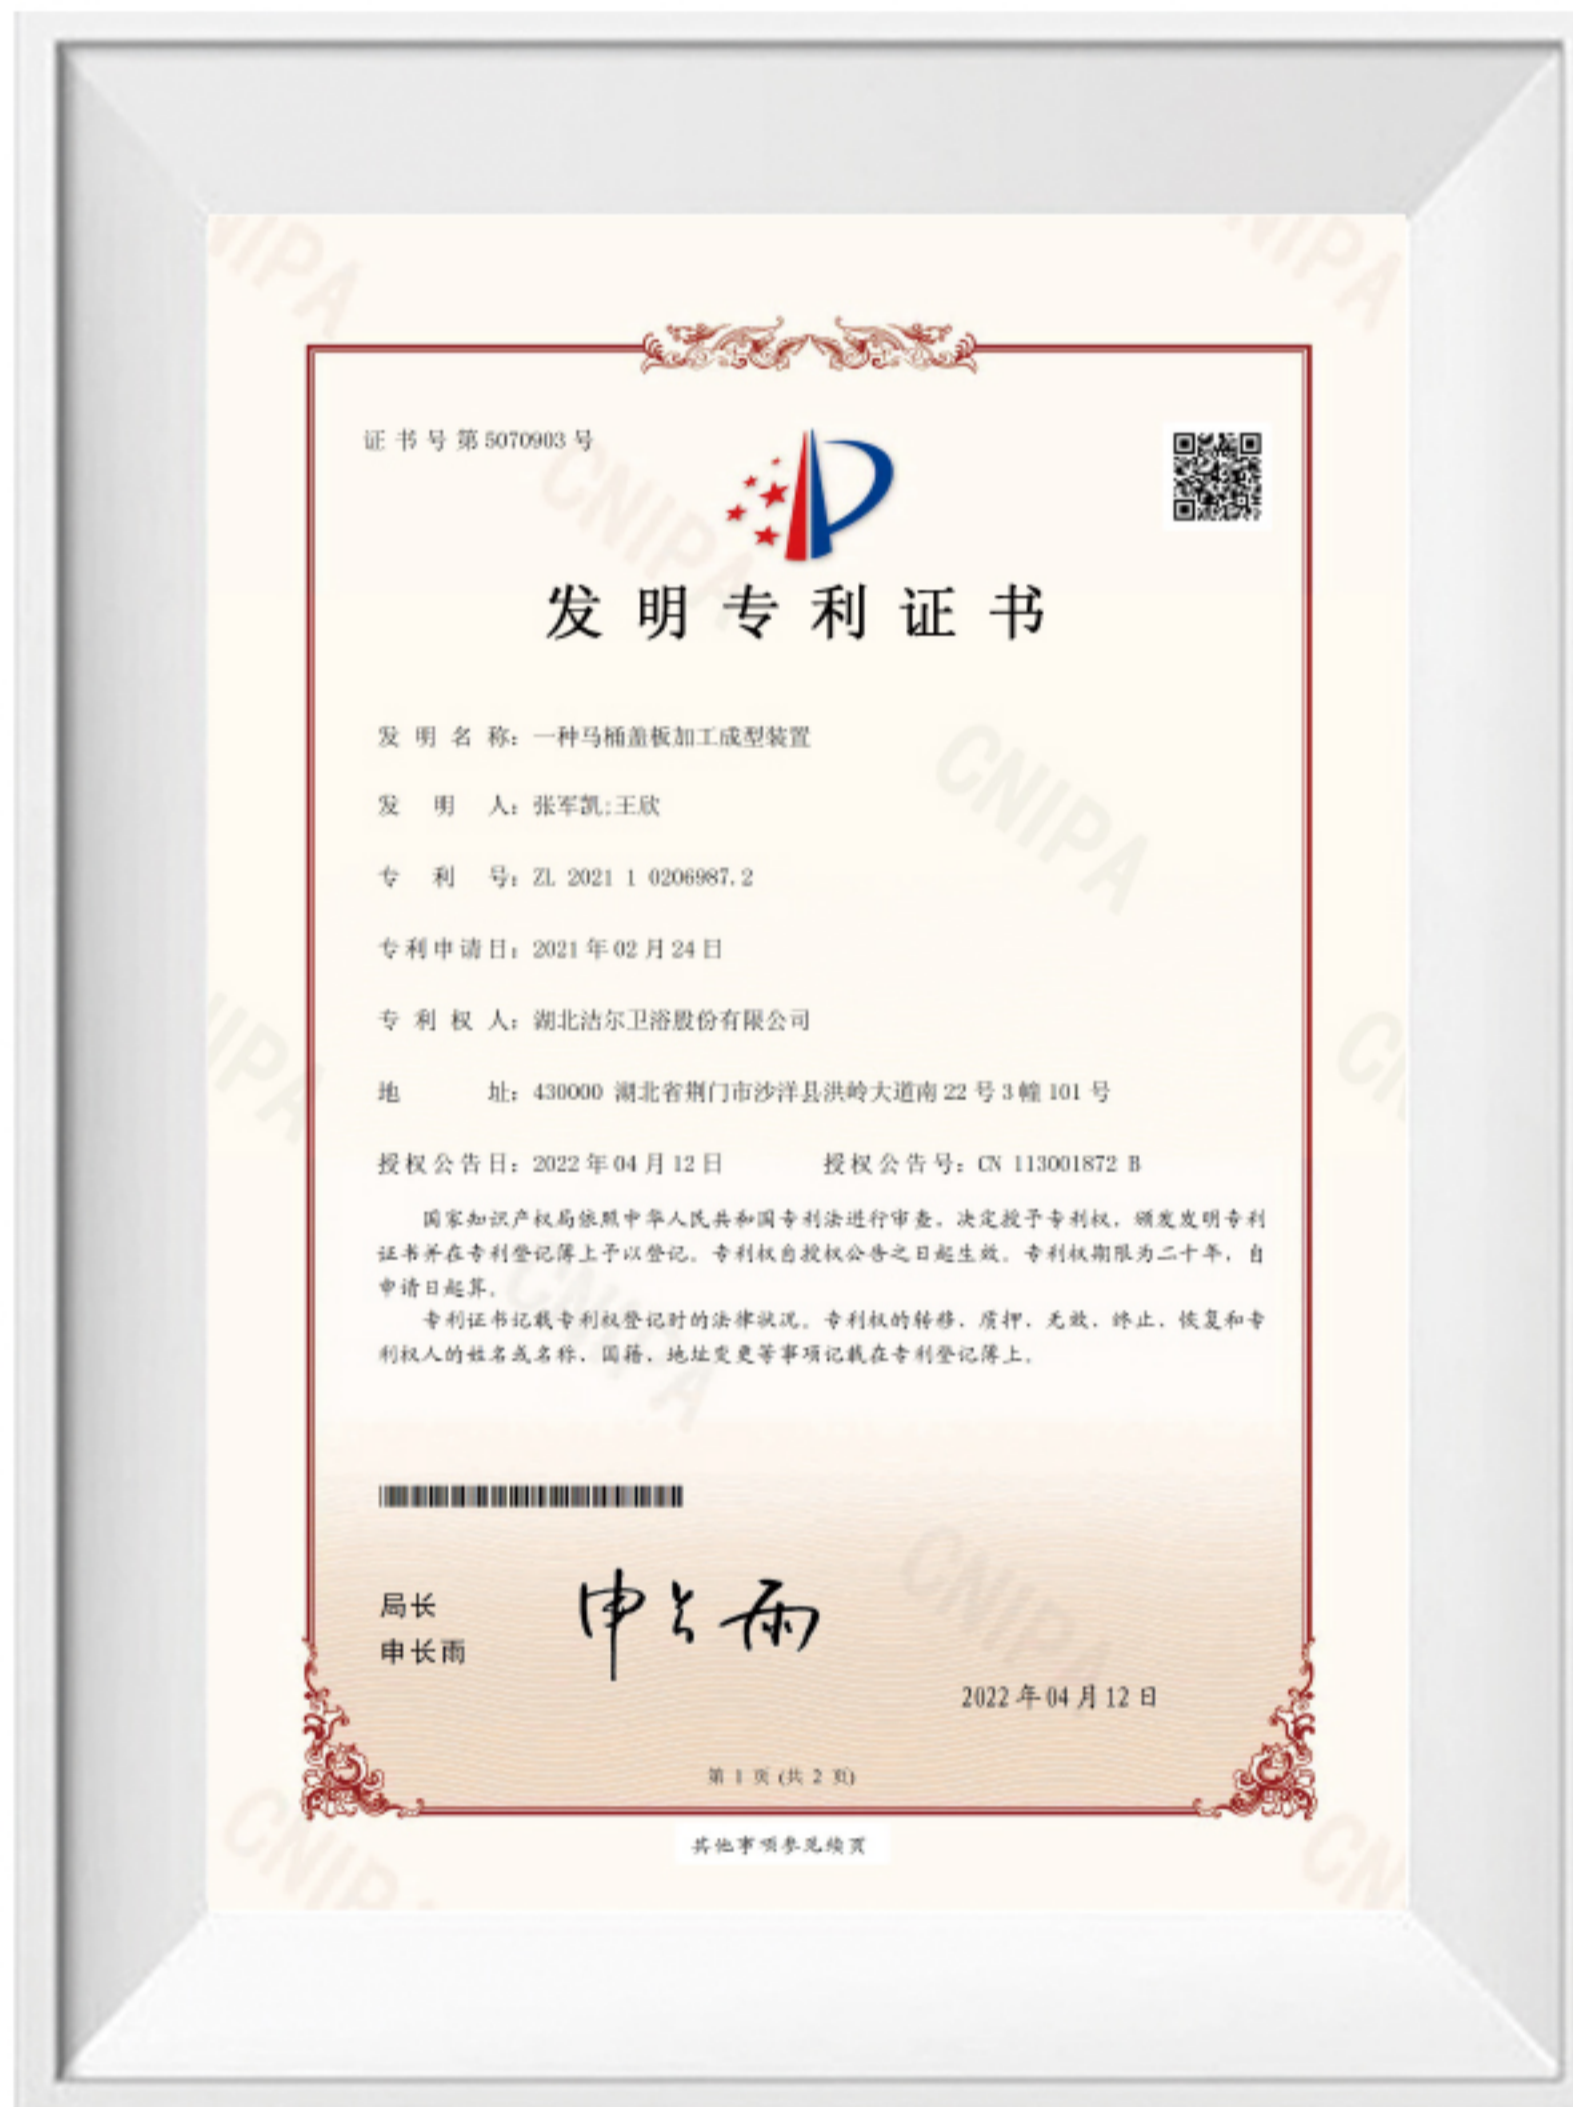 证书号第5070903号
发明专利证书
发明名称：一种马桶盖板加工成型装置
发明人：张军凯;王欣
专利号：ZL 2021 1 0206987.2
专利申请日：2021年02月24日
专利权人：湖北洁尔卫浴股份有限公司
地址：430000 湖北省荆门市沙洋县洪岭大道南22号3幢101号
授权公告日：2022年04月12日 授权公告号：CN 113001872 B
国家知识产权局依照中华人民共和国专利法进行审查，决定授予专利权，颁发发明专利
证书并在专利登记簿上予以登记。专利权自授权公告之日起生效。专利权期限为二十年，自
申请日起算。
专利证书记载专利权登记时的法律状况。专利权的转移、质押、无效、终止、恢复和专
利权人的姓名或名称、国籍、地址变更等事项记载在专利登记簿上。
局长
申长雨
申长雨
2022年04月12日
第 1 页 (共 2 页)
其他事项参见续页
CNIPA
CNIPA
CNIPA
CNIPA
CNIPA
CNIPA